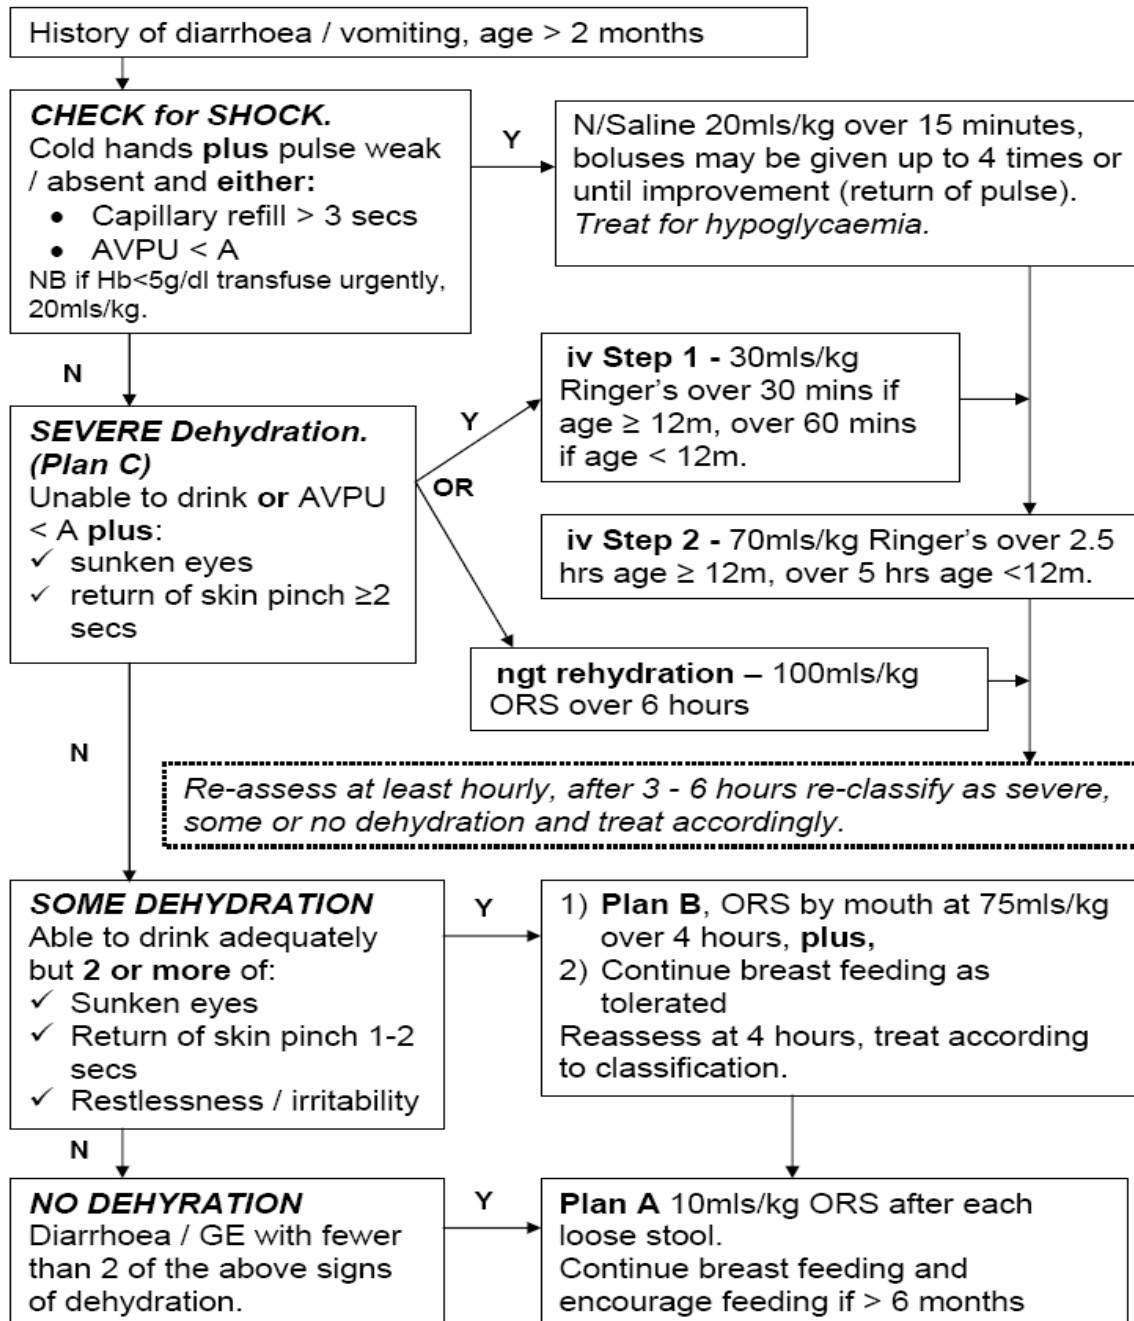 History of diarrhoea / vomiting, age > 2 months
CHECK for SHOCK.
Cold hands plus pulse weak
/ absent and either:
• Capillary refill > 3 secs
• AVPU < A
NB if Hb<5g/dl transfuse urgently,
20mls/kg.
Y
N/Saline 20mls/kg over 15 minutes,
boluses may be given up to 4 times or
until improvement (return of pulse).
Treat for hypoglycaemia.
N
SEVERE Dehydration.
(Plan C)
Unable to drink or AVPU
< A plus:
✓ sunken eyes
✓ return of skin pinch ≥2
secs
Y
OR
iv Step 1 - 30mls/kg
Ringer's over 30 mins if
age ≥ 12m, over 60 mins
if age < 12m.
iv Step 2 - 70mls/kg Ringer's over 2.5
hrs age ≥ 12m, over 5 hrs age <12m.
ngt rehydration – 100mls/kg
ORS over 6 hours
N
Re-assess at least hourly, after 3 - 6 hours re-classify as severe,
some or no dehydration and treat accordingly.
SOME DEHYDRATION
Able to drink adequately
but 2 or more of:
✓ Sunken eyes
✓ Return of skin pinch 1-2
secs
✓ Restlessness / irritability
Y
1) Plan B, ORS by mouth at 75mls/kg
over 4 hours, plus,
2) Continue breast feeding as
tolerated
Reassess at 4 hours, treat according
to classification.
N
NO DEHYRATION
Diarrhoea / GE with fewer
than 2 of the above signs
of dehydration.
Y
Plan A 10mls/kg ORS after each
loose stool.
Continue breast feeding and
encourage feeding if > 6 months